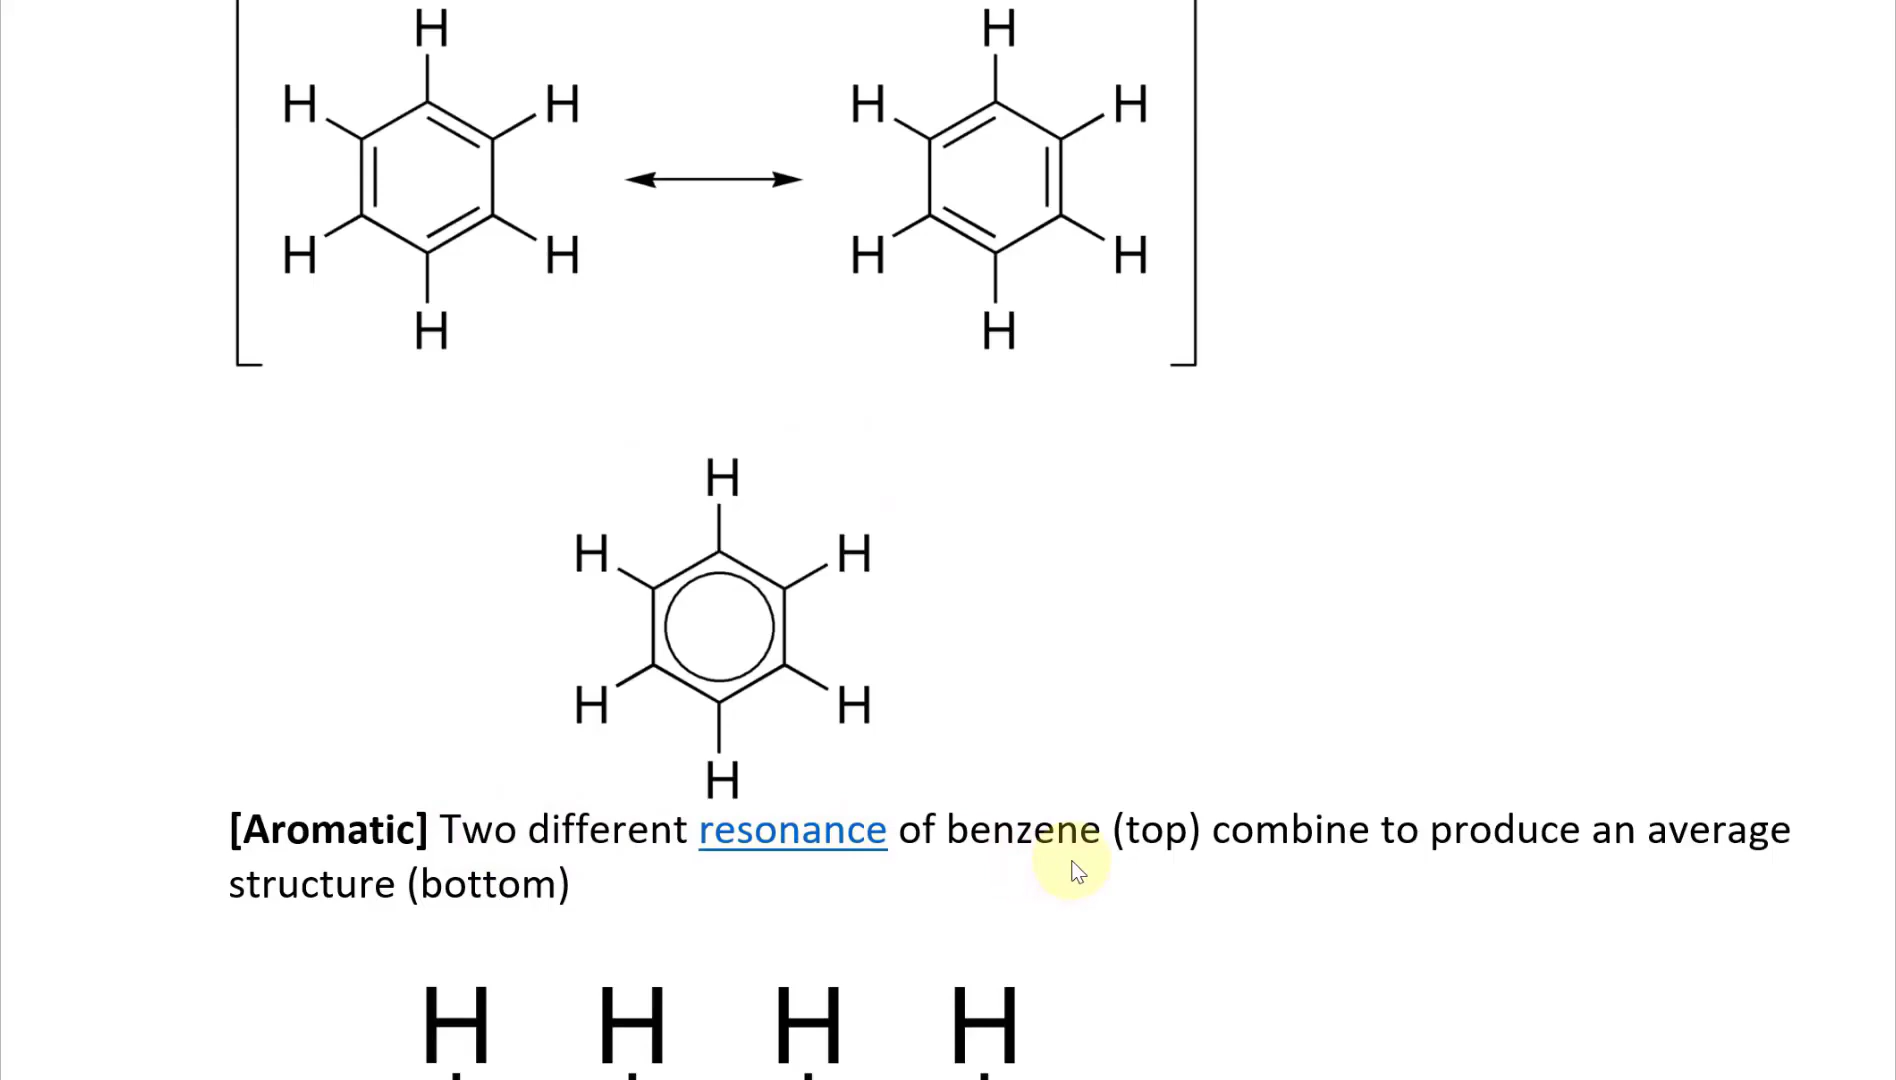 H H
H H H H
H H H H
H H
H
H H
H H
H
[Aromatic] Two different resonance of benzene (top) combine to produce an average
structure (bottom)
H H H H